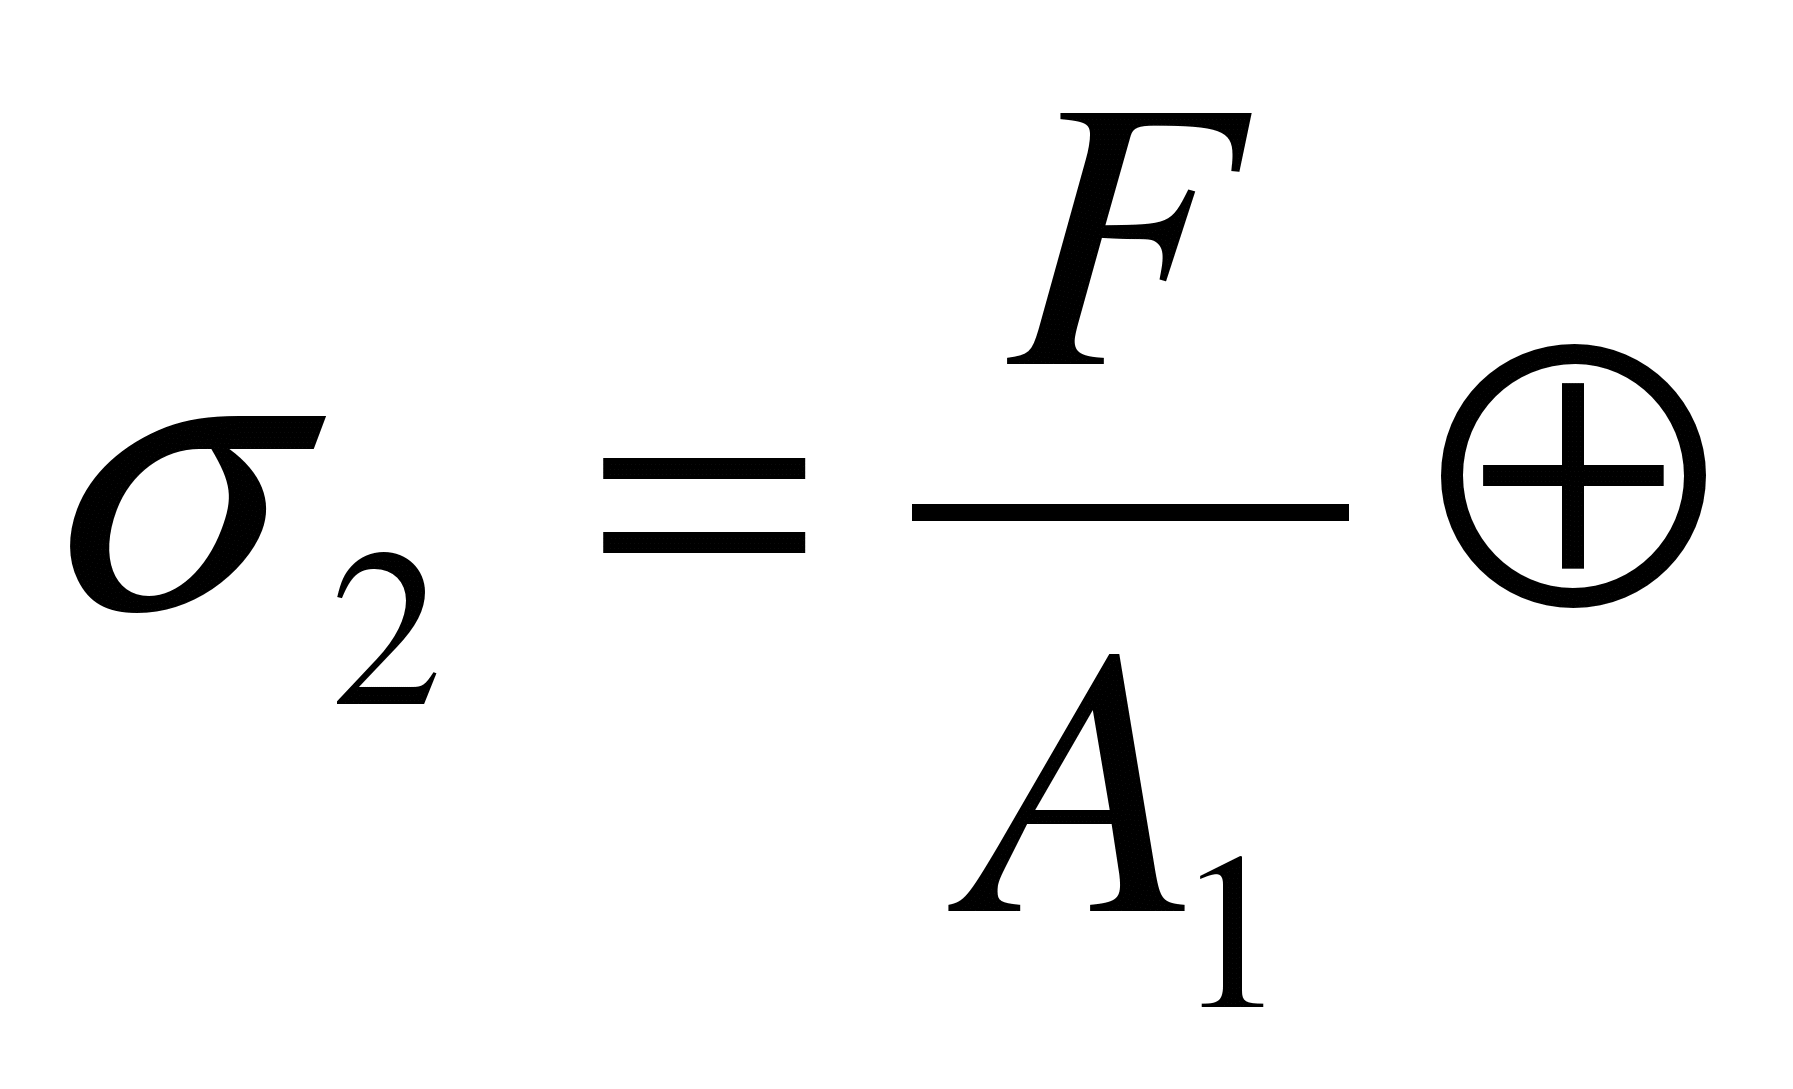 σ₂ = F/A₁ ⊕